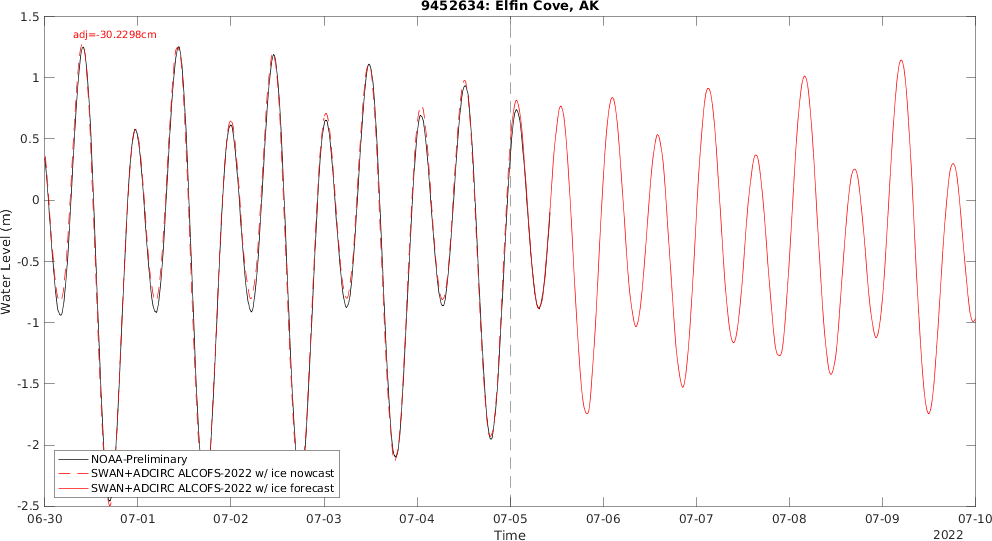 9452634: Elfin Cove, AK
adj=-30.2298cm
1.5
1
0.5
0
-0.5
-1
-1.5
-2
-2.5
Water Level (m)
NOAA-Preliminary
SWAN+ADCIRC ALCOFS-2022 w/ ice nowcast
SWAN+ADCIRC ALCOFS-2022 w/ ice forecast
06-30 07-01 07-02 07-03 07-04 07-05 07-06 07-07 07-08 07-09 07-10
Time
2022